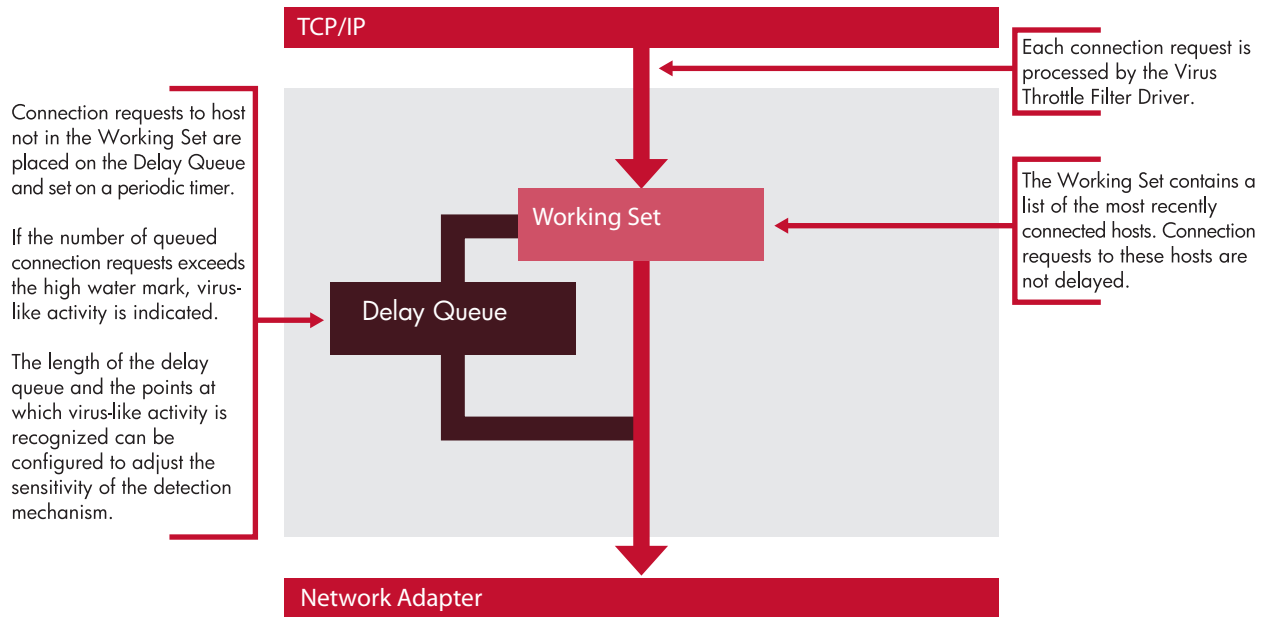 TCP/IP
Each connection request is
processed by the Virus
Throttle Filter Driver.
Connection requests to host
not in the Working Set are
placed on the Delay Queue
and set on a periodic timer.
If the number of queued
connection requests exceeds
the high water mark, virus-
like activity is indicated.
The length of the delay
queue and the points at
which virus-like activity is
recognized can be
configured to adjust the
sensitivity of the detection
mechanism.
Working Set
The Working Set contains a
list of the most recently
connected hosts. Connection
requests to these hosts are
not delayed.
Delay Queue
Network Adapter